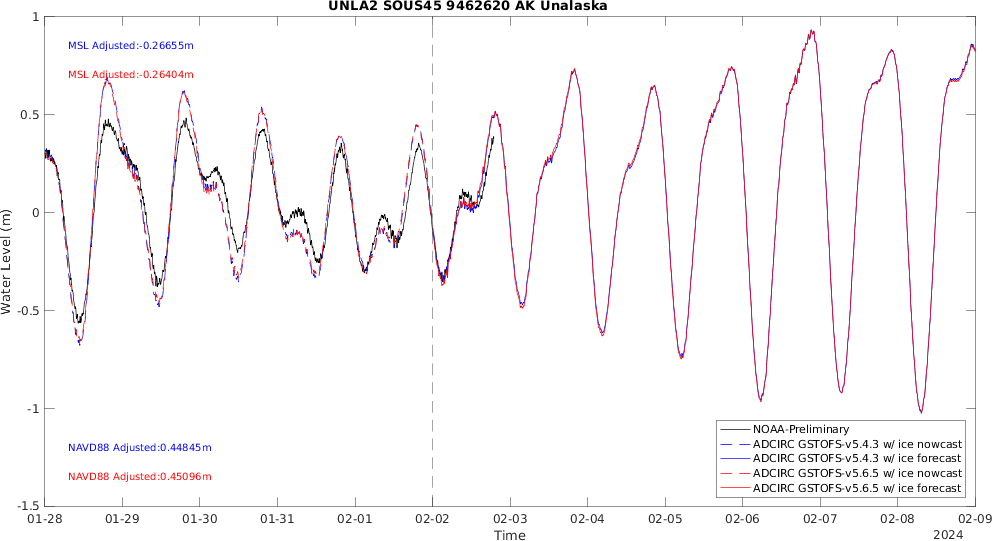 UNLA2 SOUS45 9462620 AK Unalaska
MSL Adjusted:-0.26655m
MSL Adjusted:-0.26404m
NAVD88 Adjusted:0.44845m
NAVD88 Adjusted:0.45096m
Water Level (m)
1
0.5
0
-0.5
-1
-1.5
NOAA-Preliminary
ADCIRC GSTOFS-v5.4.3 w/ ice nowcast
ADCIRC GSTOFS-v5.4.3 w/ ice forecast
ADCIRC GSTOFS-v5.6.5 w/ ice nowcast
ADCIRC GSTOFS-v5.6.5 w/ ice forecast
01-28 01-29 01-30 01-31 02-01 02-02 02-03 02-04 02-05 02-06 02-07 02-08 02-09
Time
2024